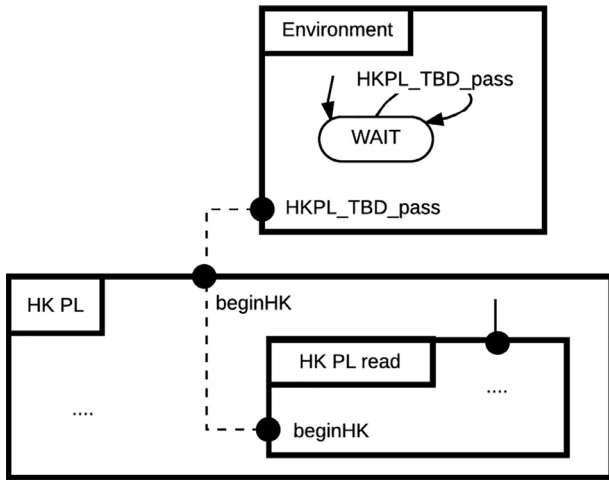 Environment
HKPL_TBD_pass
WAIT
HKPL_TBD_pass
HK PL
beginHK
HK PL read
....
....
beginHK